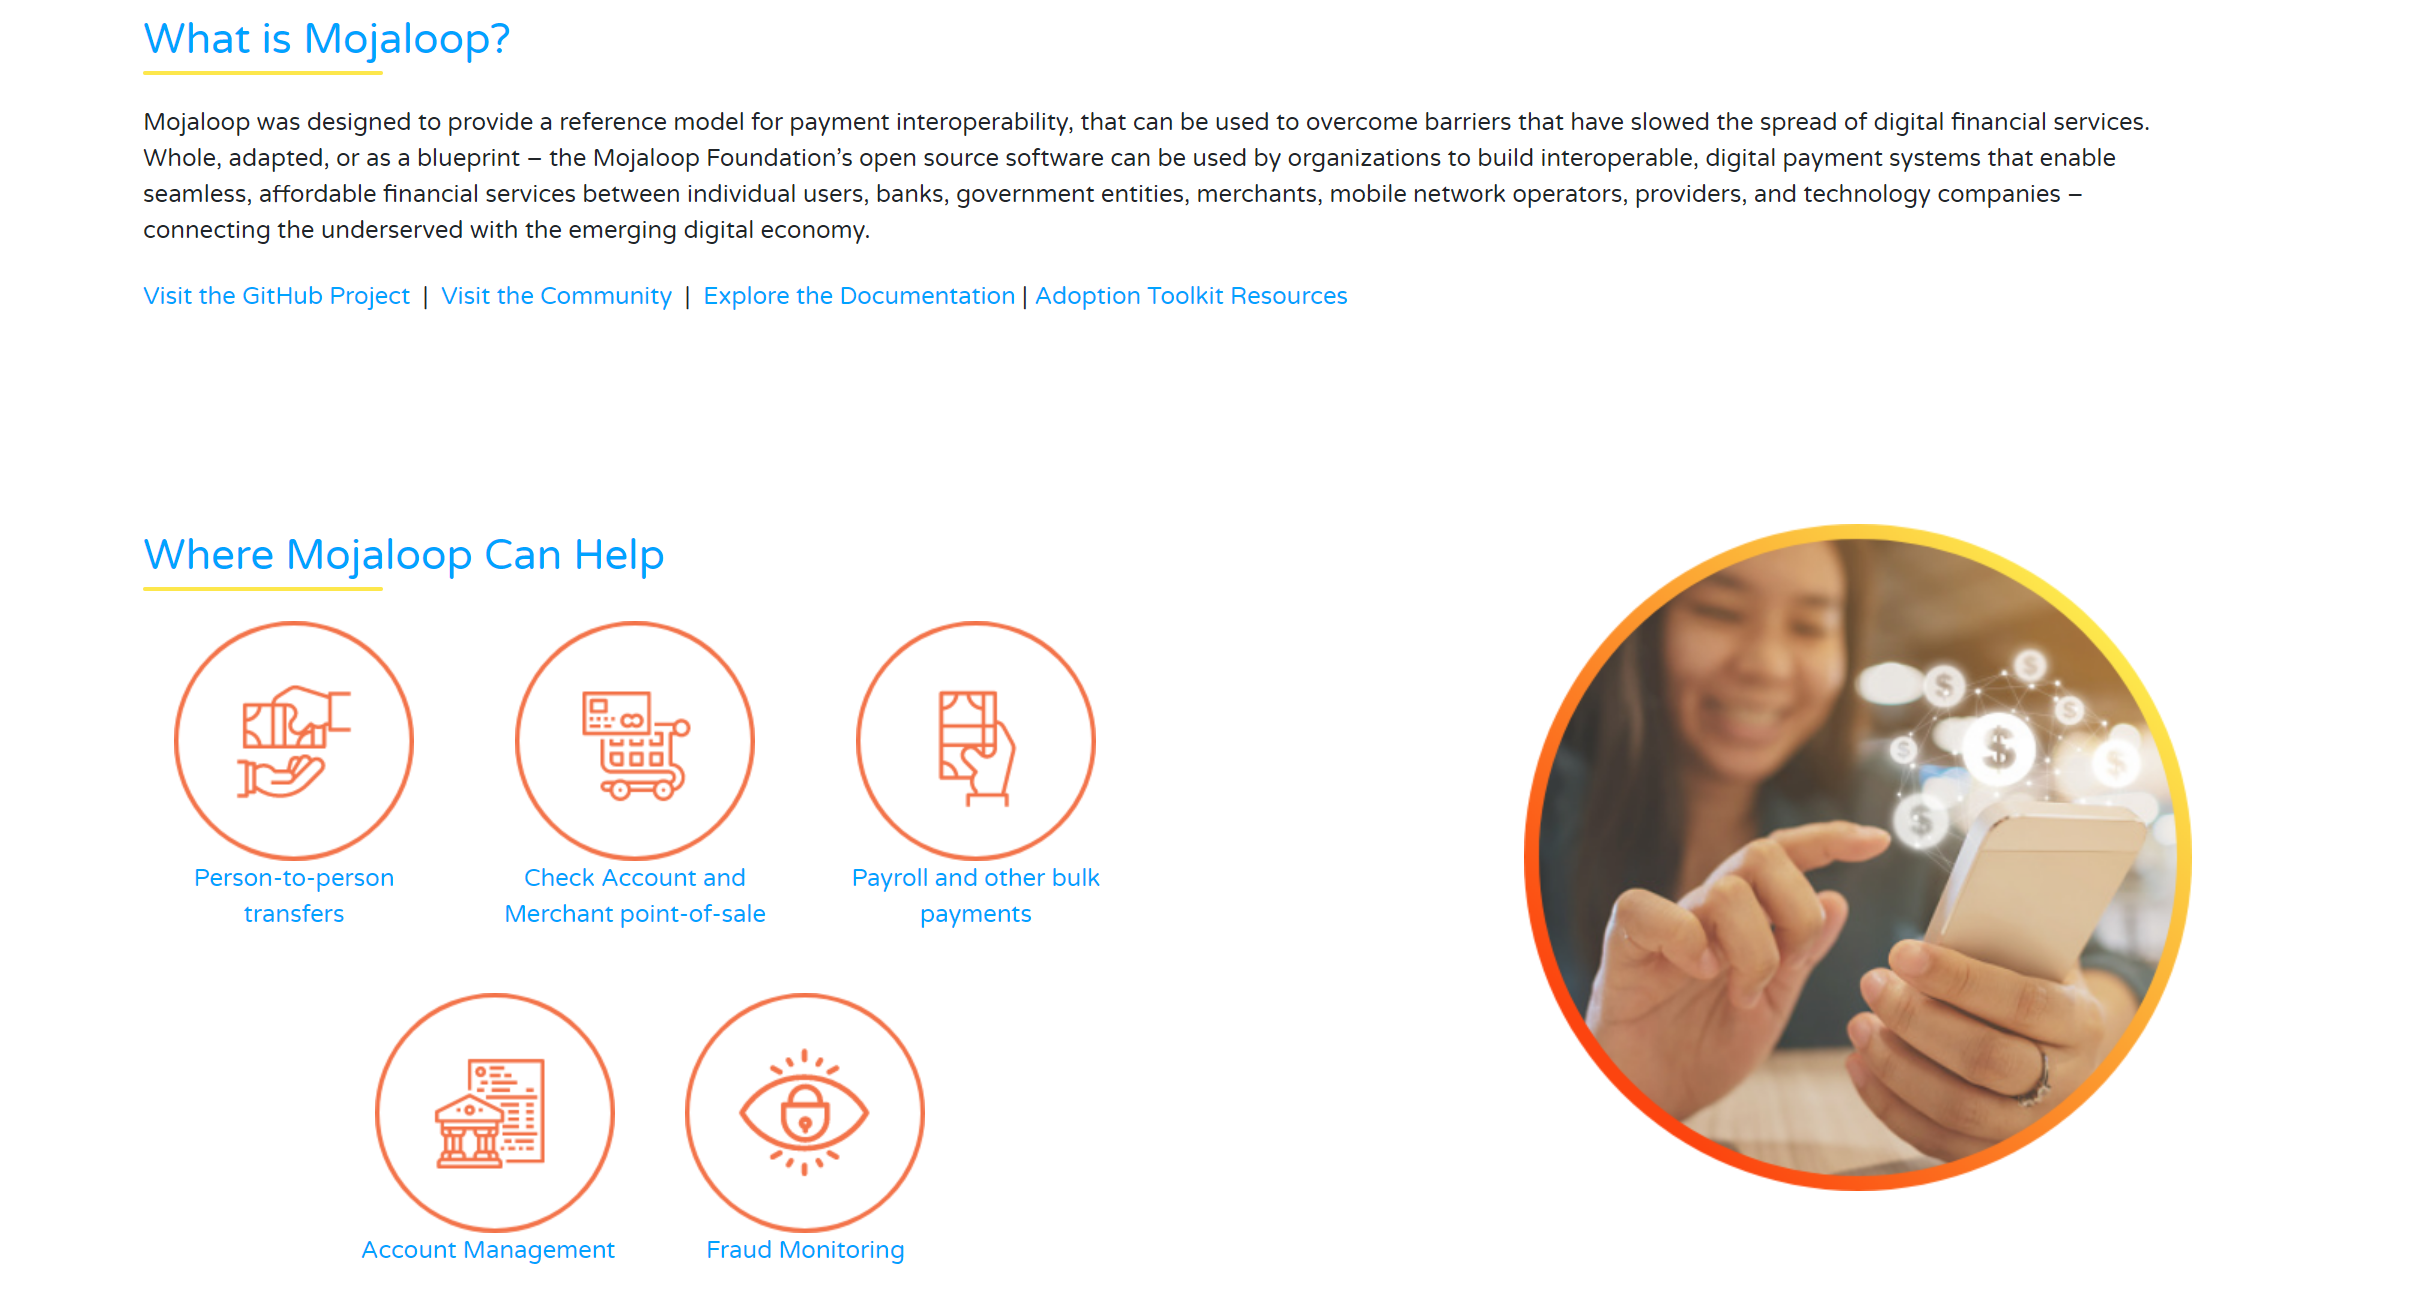 What is Mojaloop?
Mojaloop was designed to provide a reference model for payment interoperability, that can be used to overcome barriers that have slowed the spread of digital financial services.
Whole, adapted, or as a blueprint – the Mojaloop Foundation’s open source software can be used by organizations to build interoperable, digital payment systems that enable
seamless, affordable financial services between individual users, banks, government entities, merchants, mobile network operators, providers, and technology companies –
connecting the underserved with the emerging digital economy.
Visit the GitHub Project | Visit the Community | Explore the Documentation | Adoption Toolkit Resources
Where Mojaloop Can Help
Person-to-person
transfers
Check Account and
Merchant point-of-sale
Payroll and other bulk
payments
Account Management
Fraud Monitoring